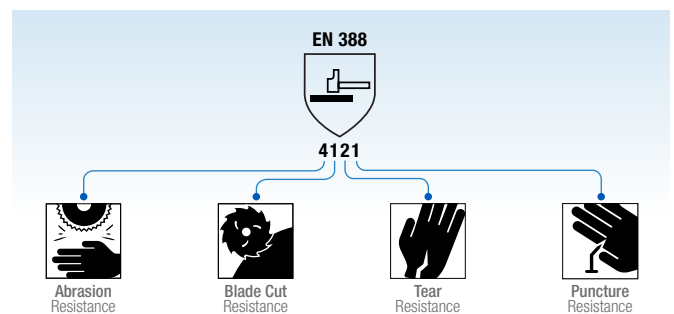 EN 388
4121
Abrasion
Resistance
Blade Cut
Resistance
Tear
Resistance
Puncture
Resistance